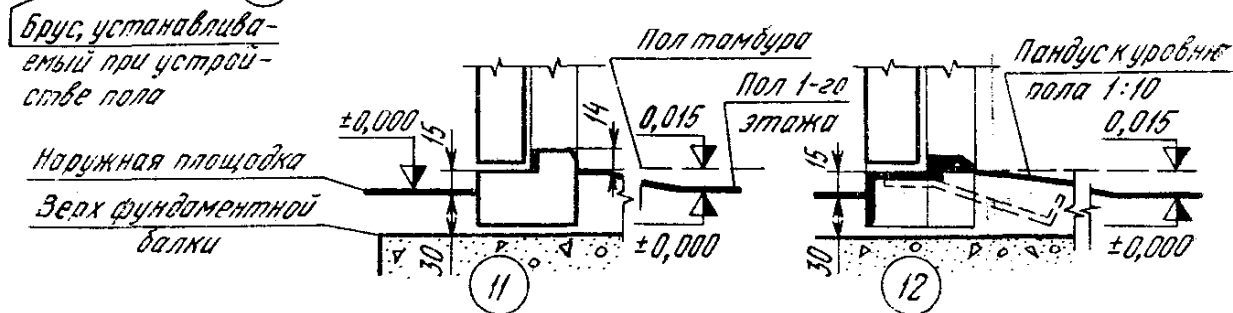 Брус, устанавлива-
емый при устрой-
стве пола
Пол тамбура
Пандус к уровню
пола 1:10
Пол 1-го
этажа
±0,000
15
14
0,015
15
0,015
Наружная площадка
Верх фундаментной
балки
30
±0,000
30
±0,000
11
12